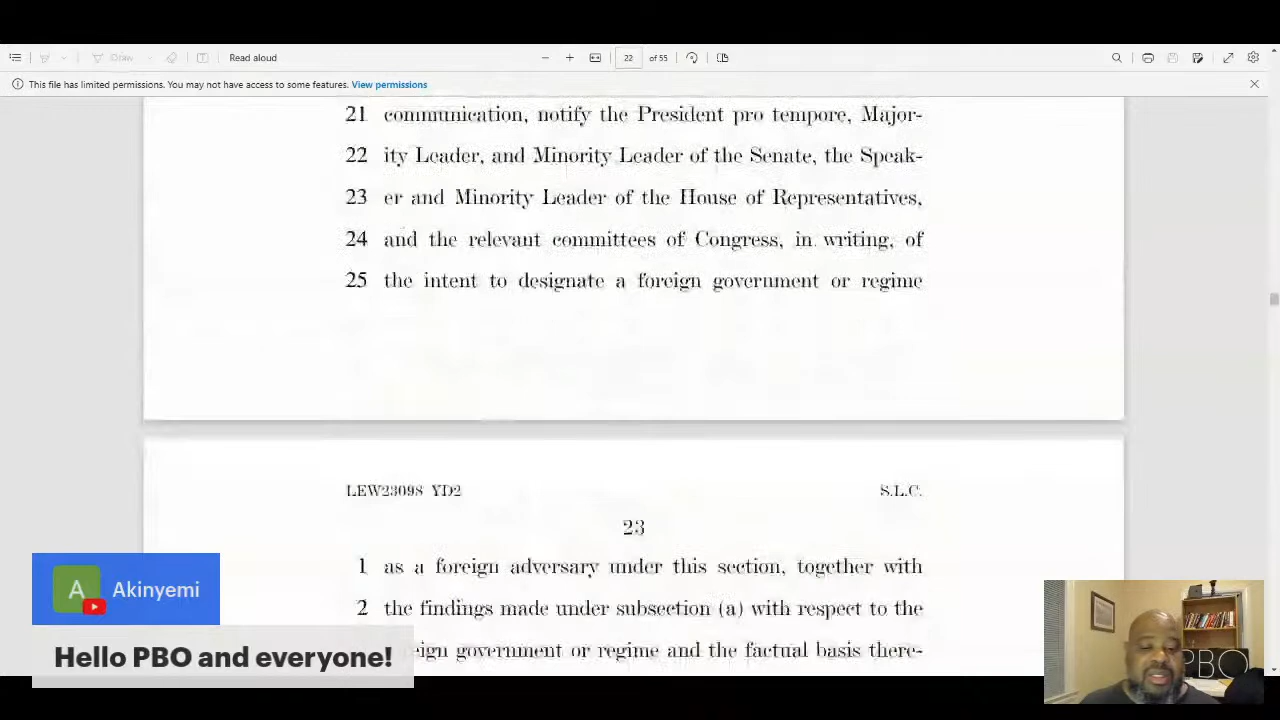 Draw
Read aloud
22 of 55
This file has limited permissions. You may not have access to some features. View permissions
21 communication, notify the President pro tempore, Major-
22 ity Leader, and Minority Leader of the Senate, the Speak-
23 er and Minority Leader of the House of Representatives,
24 and the relevant committees of Congress, in writing, of
25 the intent to designate a foreign government or regime
LEW23098 YD2 S.L.C.
23
1 as a foreign adversary under this section, together with
2 the findings made under subsection (a) with respect to the
government or regime and the factual basis there-
A Akinyemi
Hello PBO and everyone!
PBO